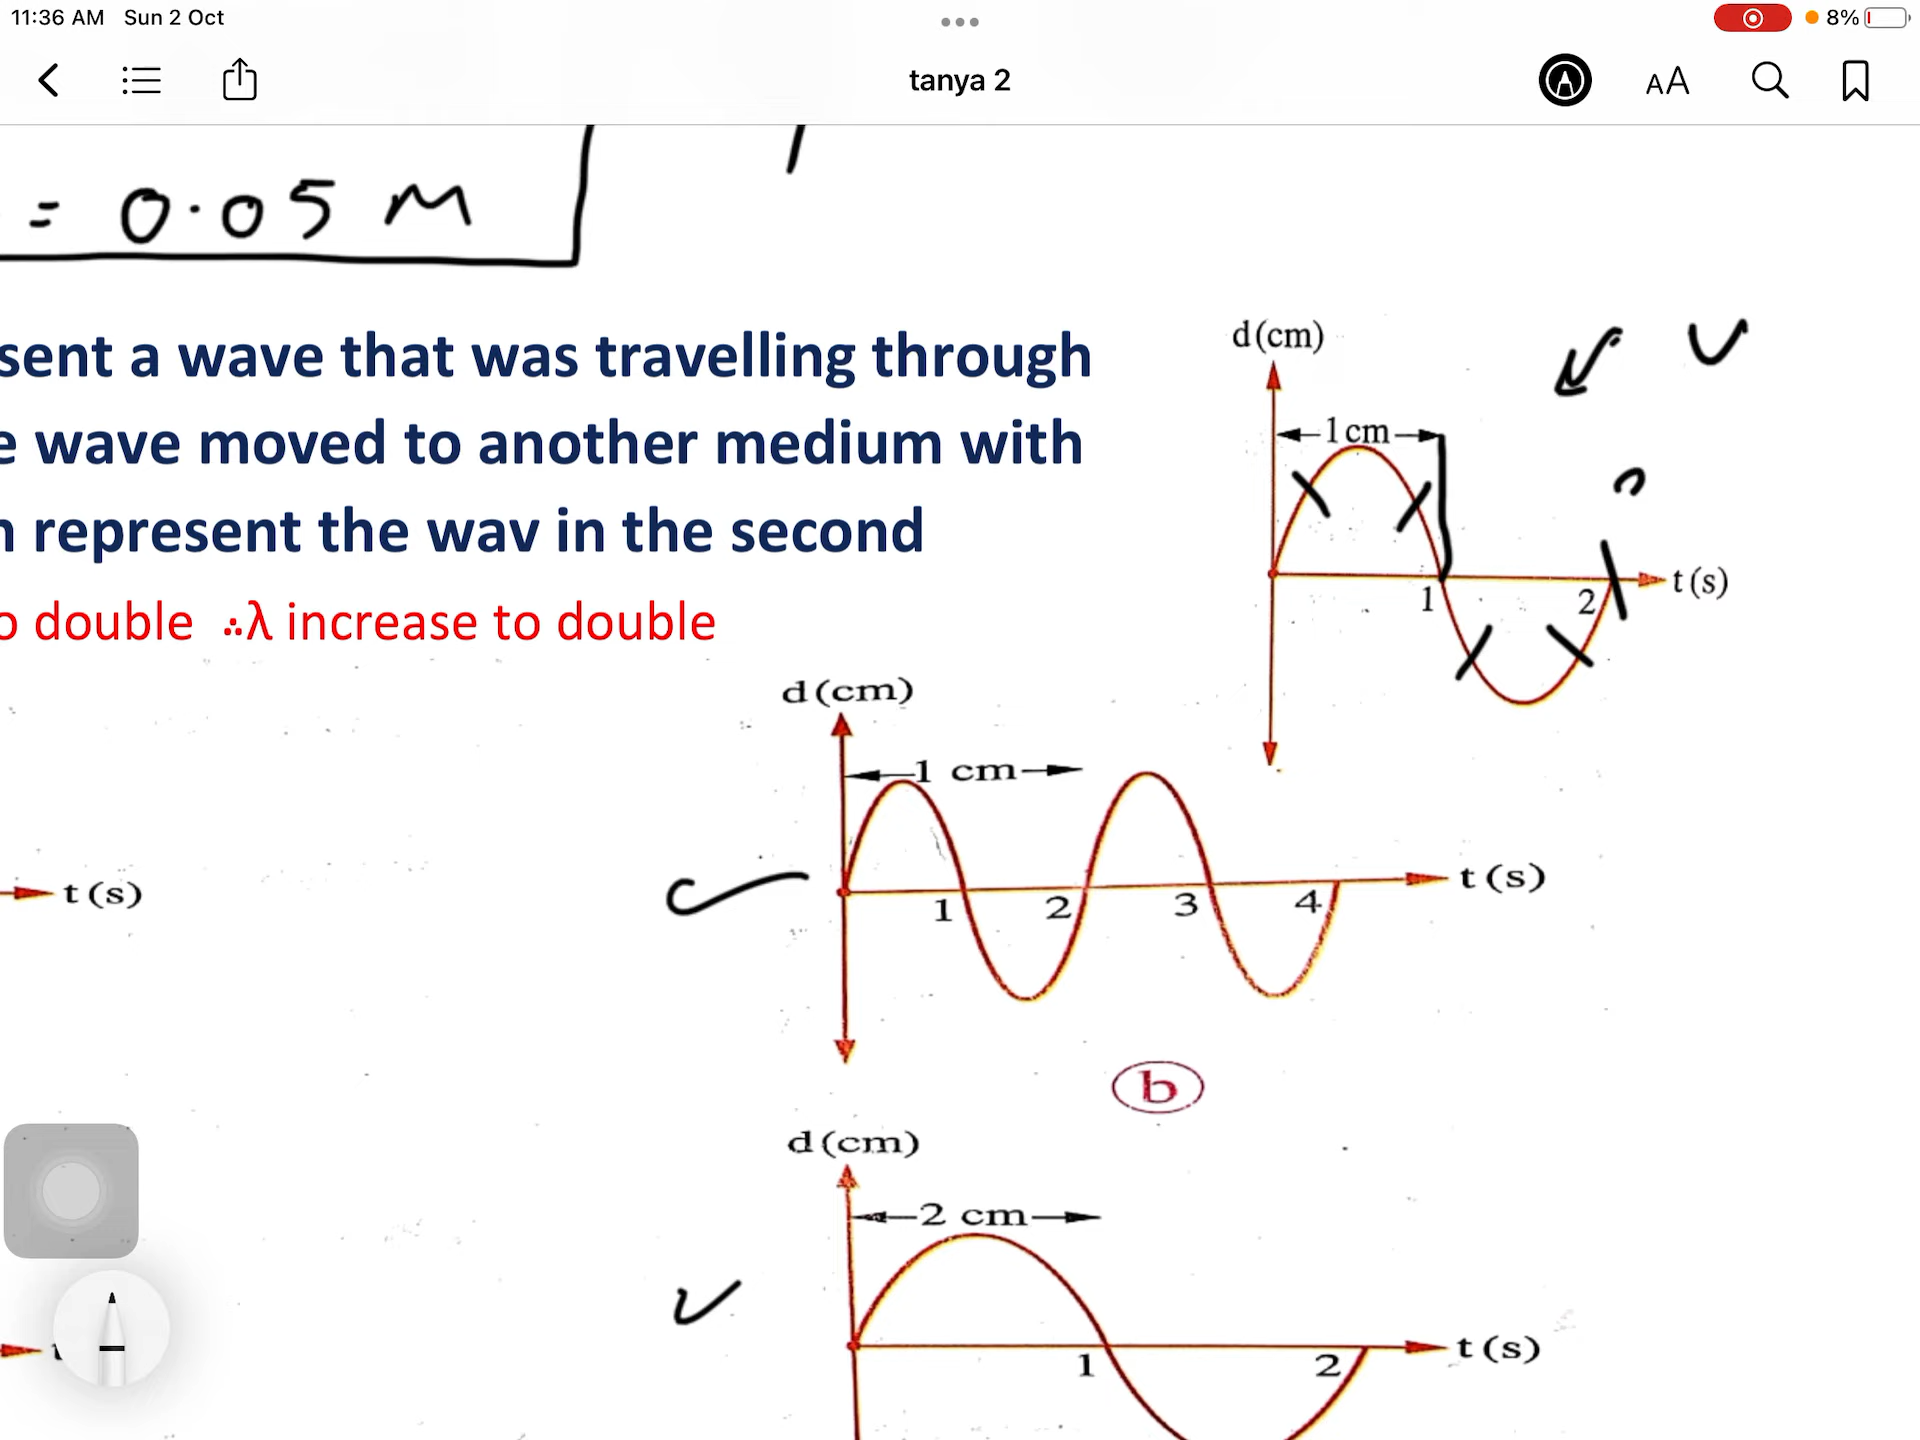 11:36 AM Sun 2 Oct
8%
tanya 2
AA
= 0.05 M
sent a wave that was travelling through
e wave moved to another medium with
represent the wav in the second
o double ∴λ increase to double
d(cm)
1cm
1
2
t(s)
d(cm)
1 cm
1
2
3
4
t(s)
t(s)
b
d(cm)
2 cm
1
2
t(s)